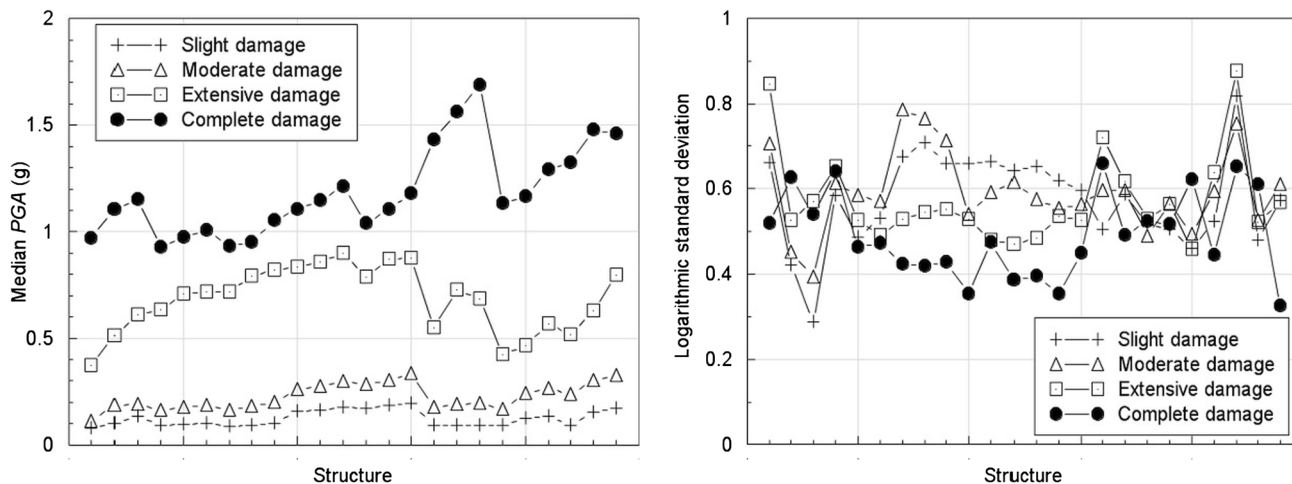 2
1.5
1
0.5
0
Median PGA (g)
Slight damage
Moderate damage
Extensive damage
Complete damage
Structure
1
0.8
0.6
0.4
0.2
0
Logarithmic standard deviation
Slight damage
Moderate damage
Extensive damage
Complete damage
Structure